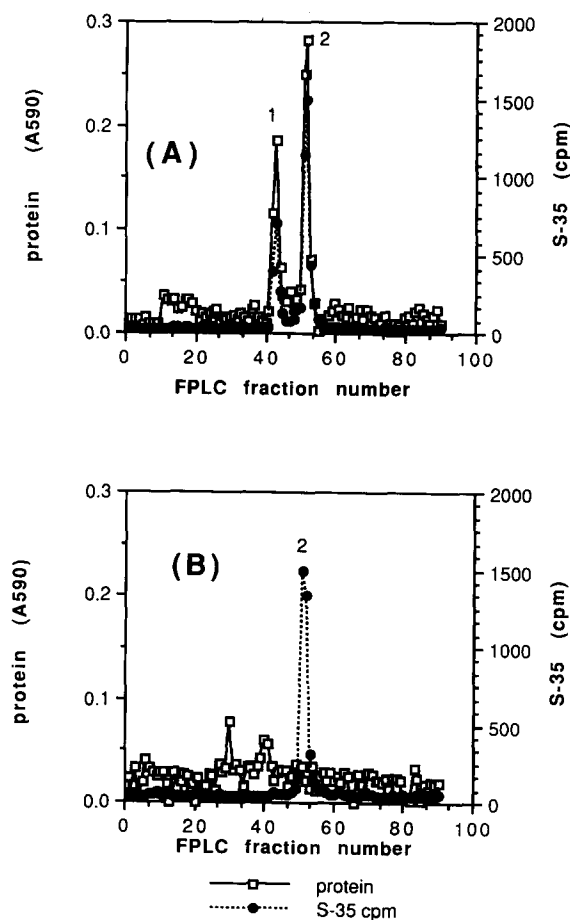 0.3
0.2
0.1
0.0
protein (A590)
(A)
1
2
2000
1500
1000
500
0
S-35 (cpm)
0 20 40 60 80 100
FPLC fraction number
0.3
0.2
0.1
0.0
protein (A590)
(B)
2
2000
1500
1000
500
0
S-35 (cpm)
0 20 40 60 80 100
FPLC fraction number
protein
S-35 cpm